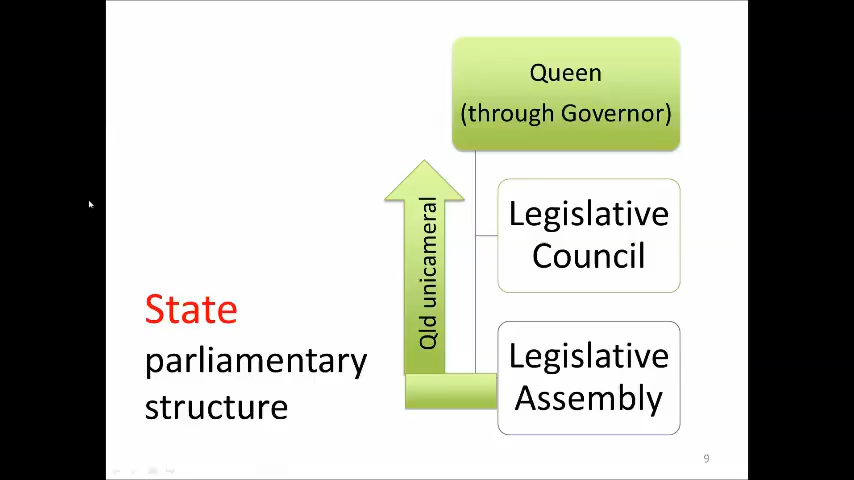 Queen
(through Governor)
Legislative
Council
Qld unicameral
State
parliamentary
structure
Legislative
Assembly
9